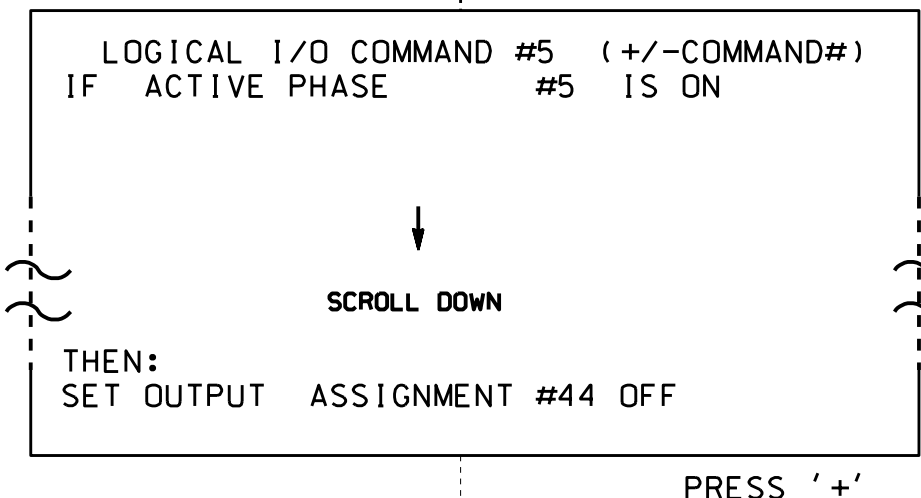 LOGICAL I/O COMMAND #5 (+/-COMMAND#)
IF ACTIVE PHASE #5 IS ON
SCROLL DOWN
THEN:
SET OUTPUT ASSIGNMENT #44 OFF
PRESS '+'